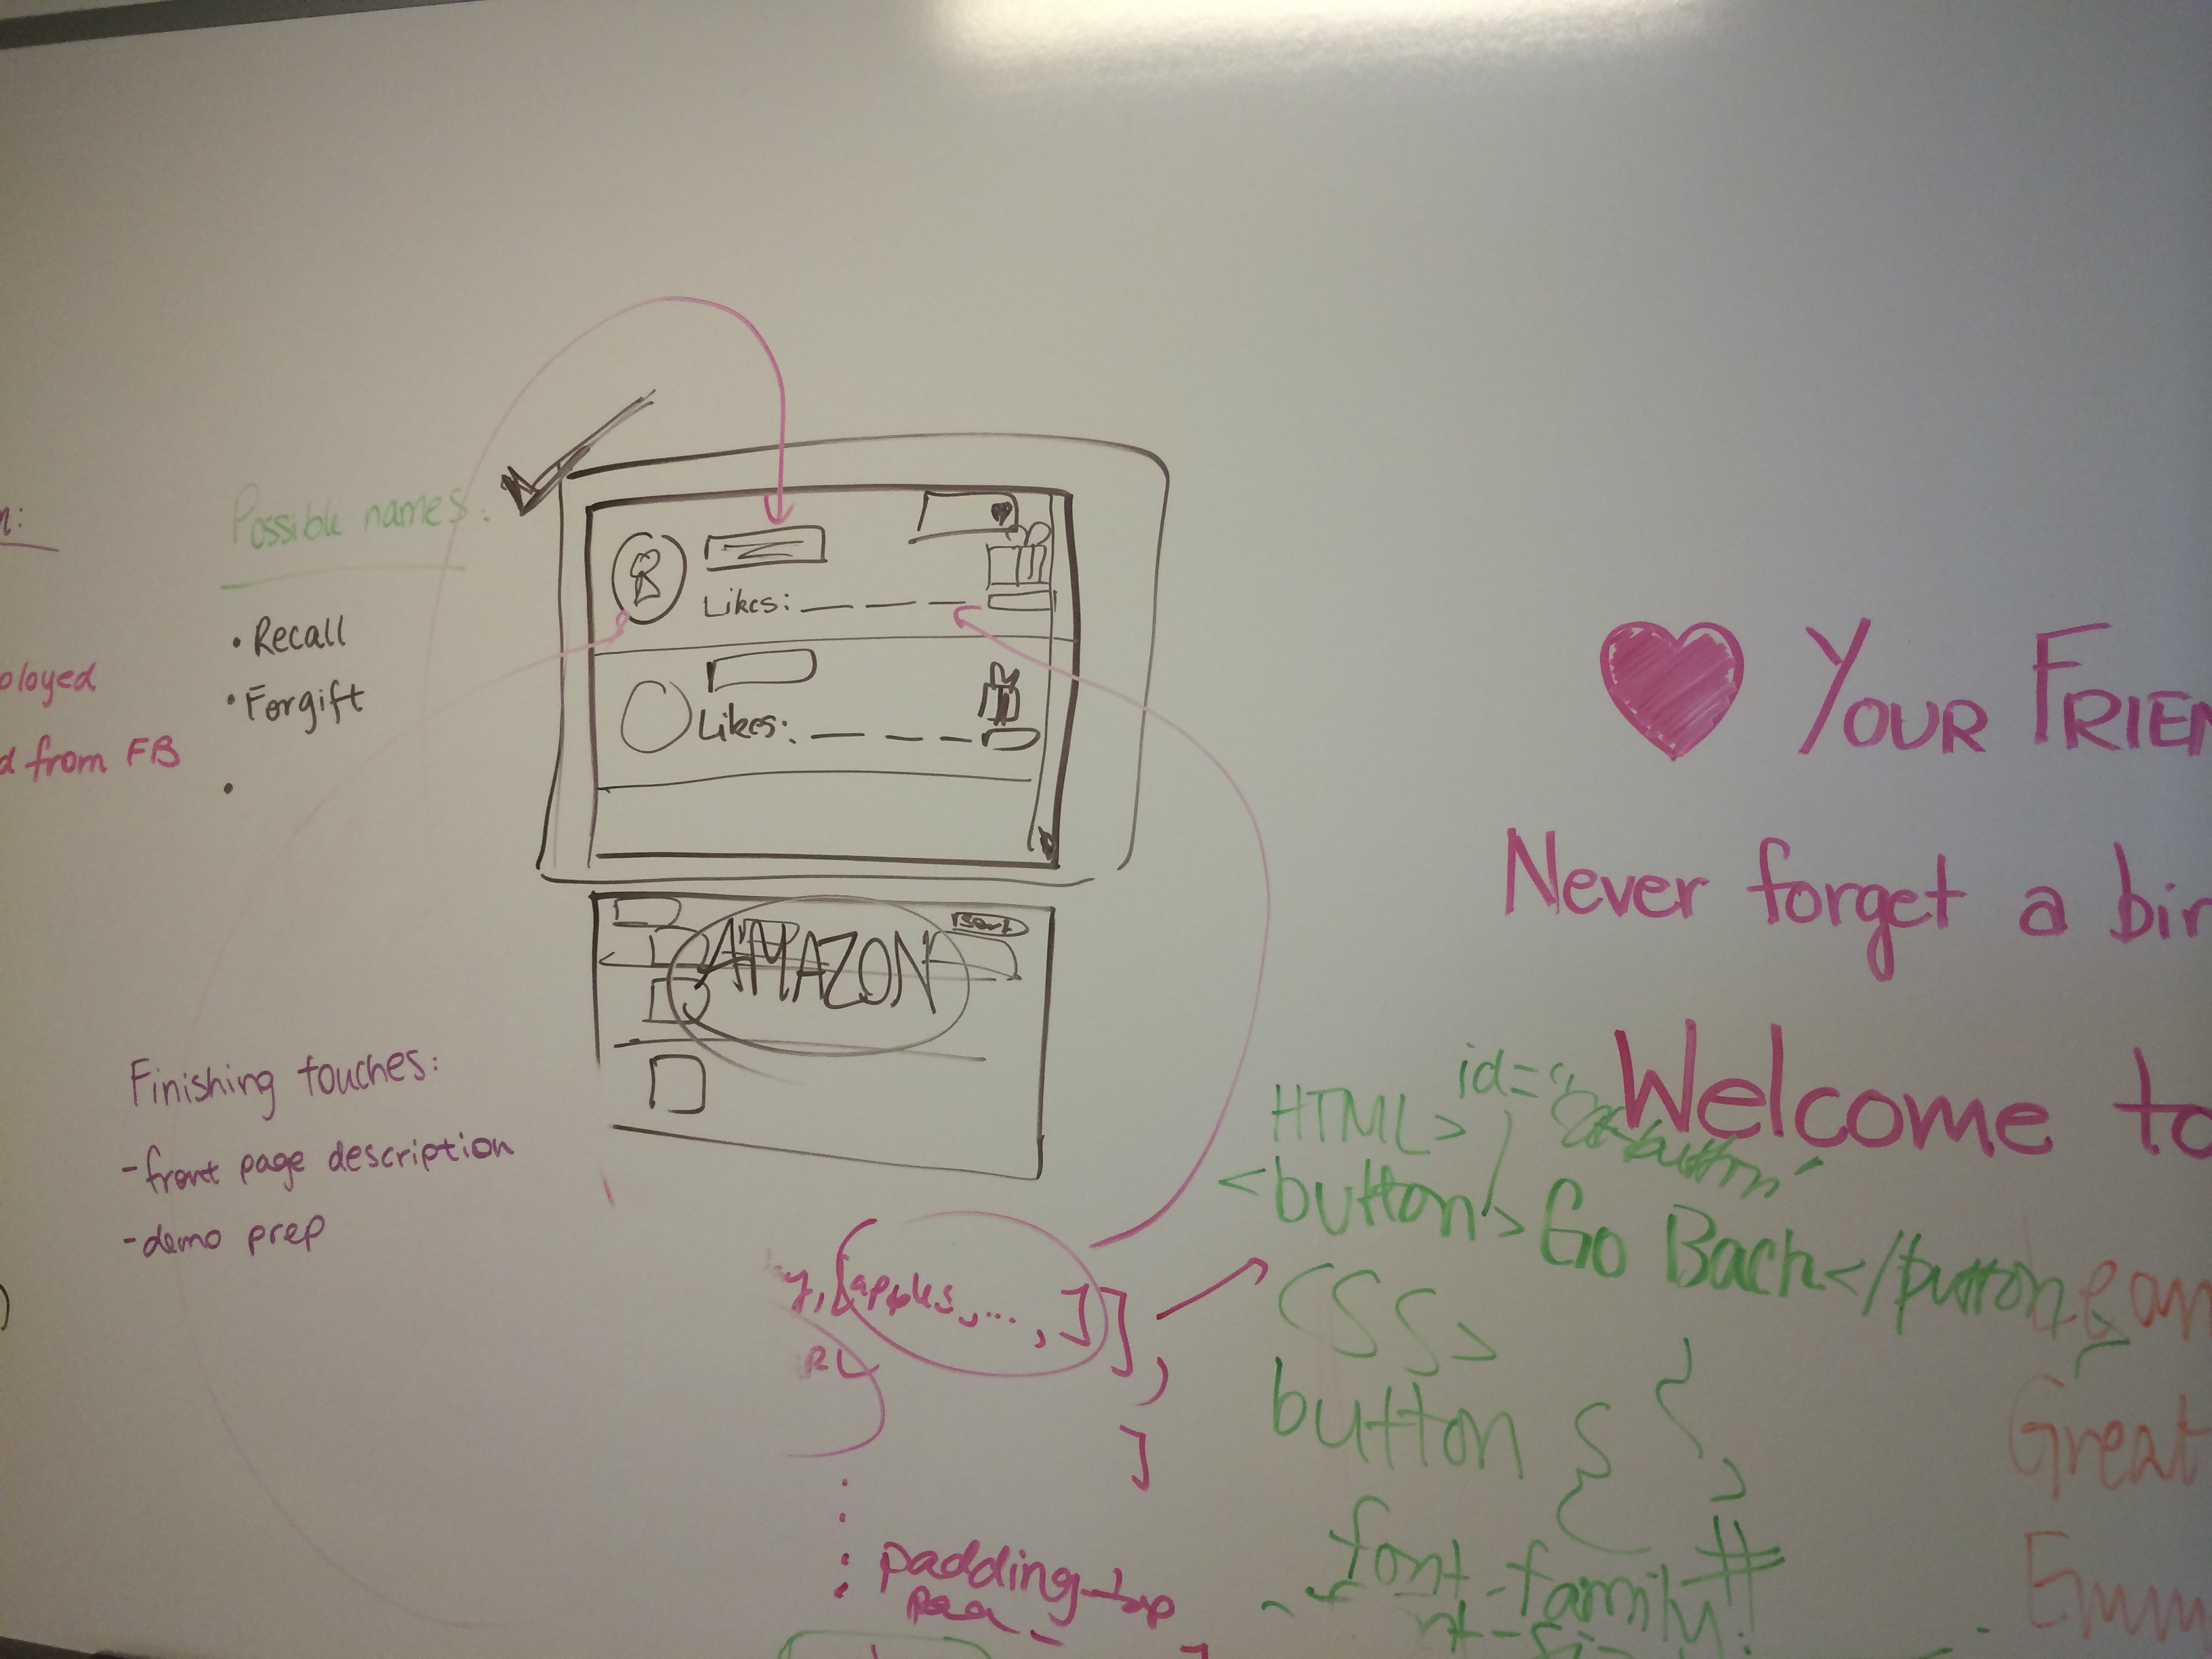 Possible names:
• Recall
• Forgift
•
ployed
from FB
Likes:
Likes:
AMAZON
Finishing touches:
- front page description
- demo prep
♥ YOUR FRIEN
Never forget a bir
Welcome to
HTML> id="
button"
<button> Go Back </button>
CSS>
button { }
font-family:
#
y, [apples, ..., ]],
]
padding-top
Great
Emm